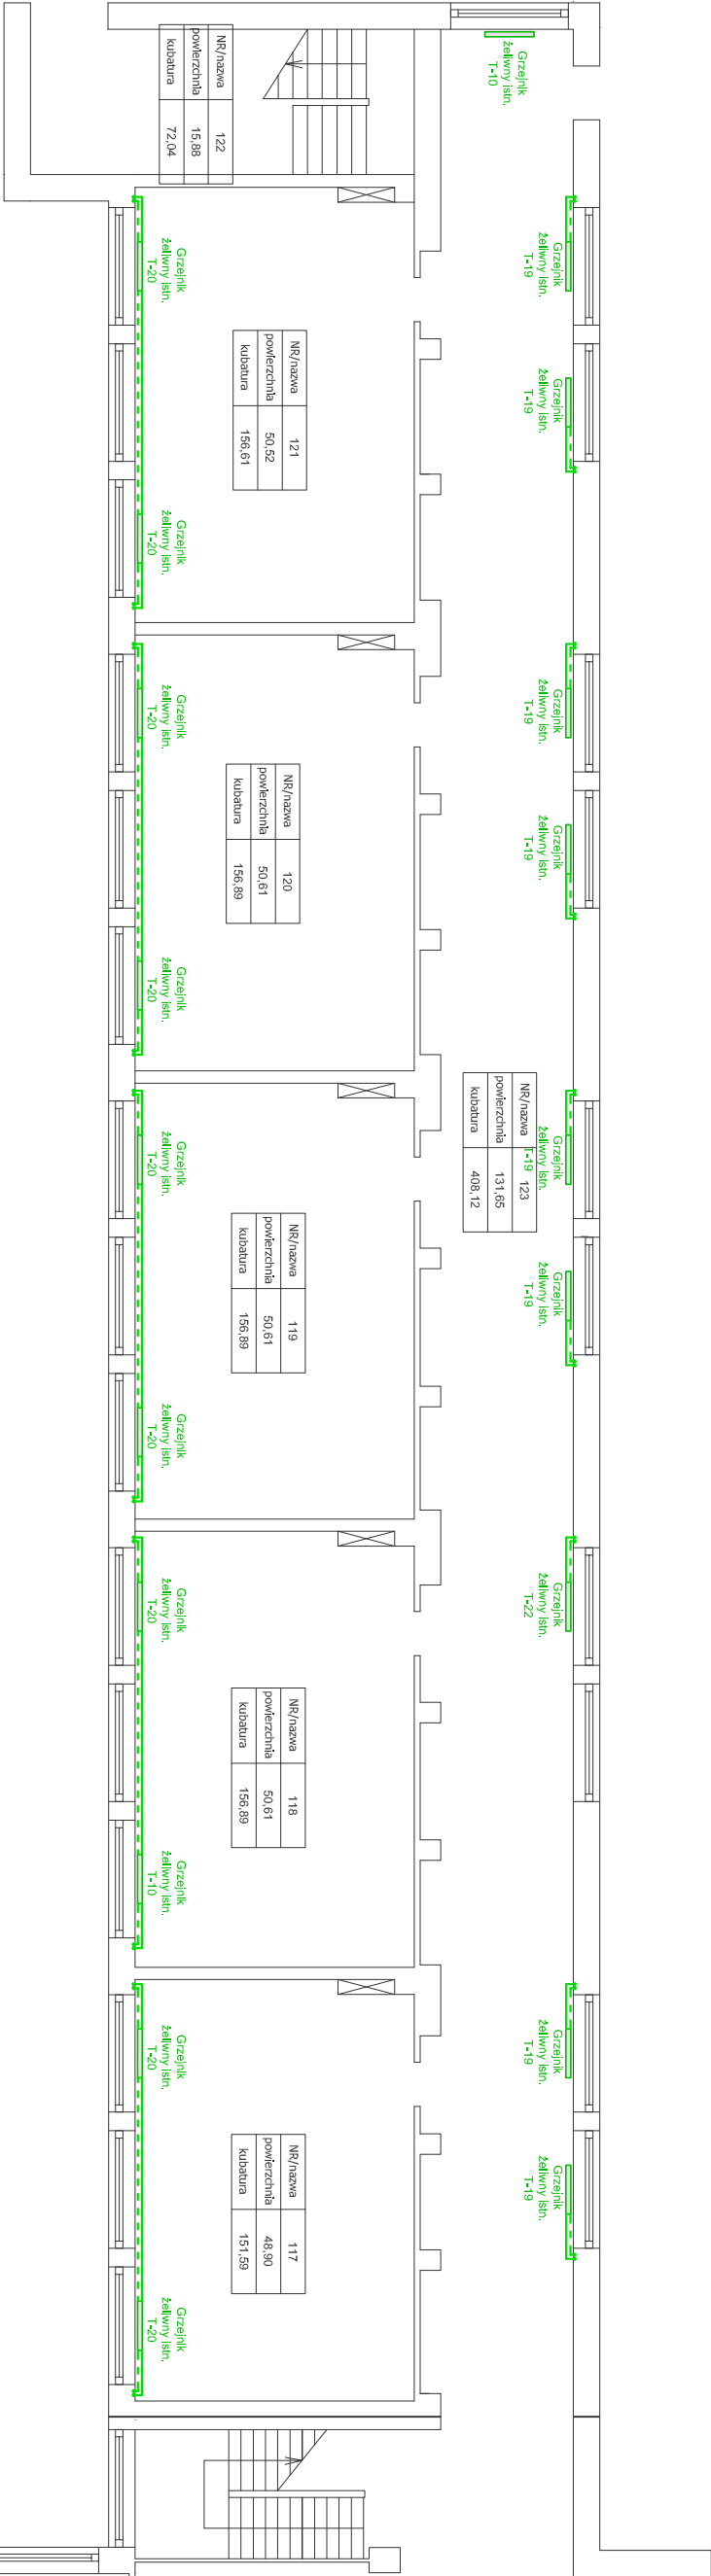 Grzejnik
żeliwny istn.
T-10
NR/nazwa 122
powierzchnia 15,88
kubatura 72,04
Grzejnik
żeliwny istn.
T-19
Grzejnik
żeliwny istn.
T-20
Grzejnik
żeliwny istn.
T-19
NR/nazwa 121
powierzchnia 50,52
kubatura 156,61
Grzejnik
żeliwny istn.
T-20
Grzejnik
żeliwny istn.
T-19
Grzejnik
żeliwny istn.
T-20
Grzejnik
żeliwny istn.
T-19
NR/nazwa 120
powierzchnia 50,61
kubatura 156,89
Grzejnik
żeliwny istn.
T-20
NR/nazwa 123
powierzchnia 131,65
kubatura 408,12
Grzejnik
żeliwny istn.
T-19
Grzejnik
żeliwny istn.
T-20
Grzejnik
żeliwny istn.
T-19
NR/nazwa 119
powierzchnia 50,61
kubatura 156,89
Grzejnik
żeliwny istn.
T-20
Grzejnik
żeliwny istn.
T-22
Grzejnik
żeliwny istn.
T-20
NR/nazwa 118
powierzchnia 50,61
kubatura 156,89
Grzejnik
żeliwny istn.
T-10
Grzejnik
żeliwny istn.
T-19
Grzejnik
żeliwny istn.
T-20
Grzejnik
żeliwny istn.
T-19
NR/nazwa 117
powierzchnia 48,90
kubatura 151,59
Grzejnik
żeliwny istn.
T-20